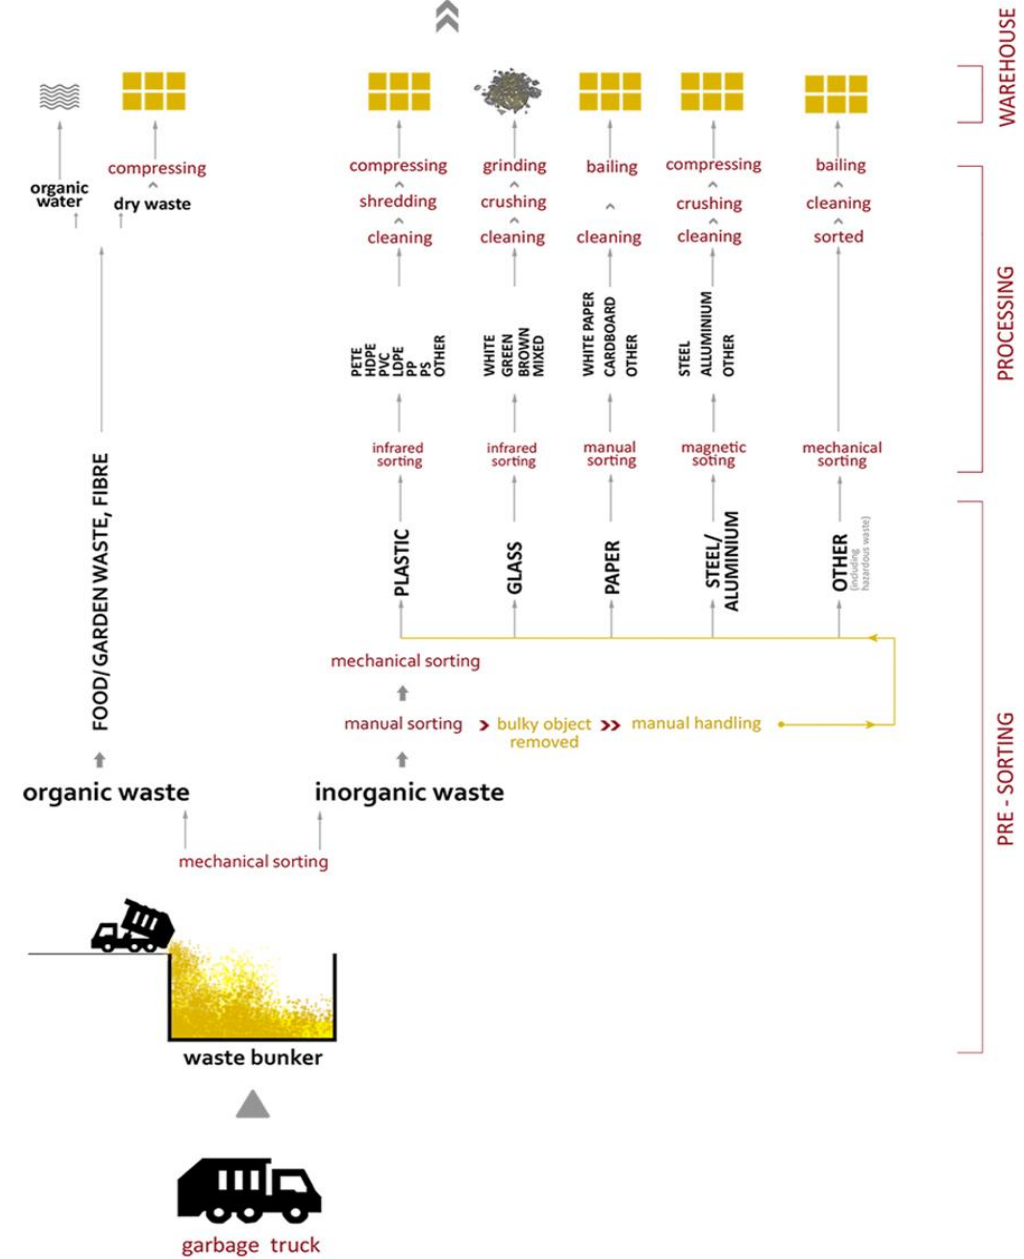 WAREHOUSE
compressing
organic
water
dry waste
compressing
shredding
cleaning
grinding
crushing
cleaning
bailing
cleaning
compressing
crushing
cleaning
bailing
cleaning
sorted
PROCESSING
PETE
HDPE
PVC
LDPE
PP
PS
OTHER
WHITE
GREEN
BROWN
MIXED
WHITE PAPER
CARDBOARD
OTHER
STEEL
ALLUMINIUM
OTHER
infrared
sorting
infrared
sorting
manual
sorting
magnetic
soting
mechanical
sorting
FOOD/GARDEN WASTE, FIBRE
PLASTIC
GLASS
PAPER
STEEL/
ALUMINIUM
OTHER
(including
hazardous waste)
mechanical sorting
manual sorting
bulky object
removed
manual handling
PRE - SORTING
organic waste
inorganic waste
mechanical sorting
waste bunker
garbage truck